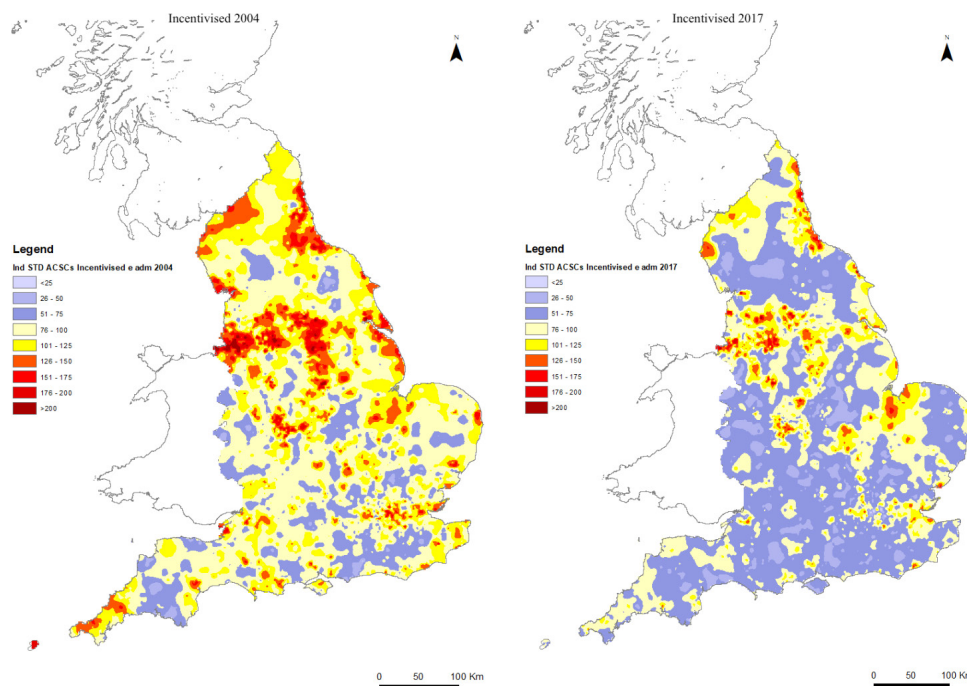 Incentivised 2004
N
Legend
Ind STD ACSCs Incentivised e adm 2004
<25
26 - 50
51 - 75
76 - 100
101 - 125
126 - 150
151 - 175
176 - 200
>200
0 50 100 Km
Incentivised 2017
N
Legend
Ind STD ACSCs Incentivised e adm 2017
<25
26 - 50
51 - 75
76 - 100
101 - 125
126 - 150
151 - 175
176 - 200
>200
0 50 100 Km